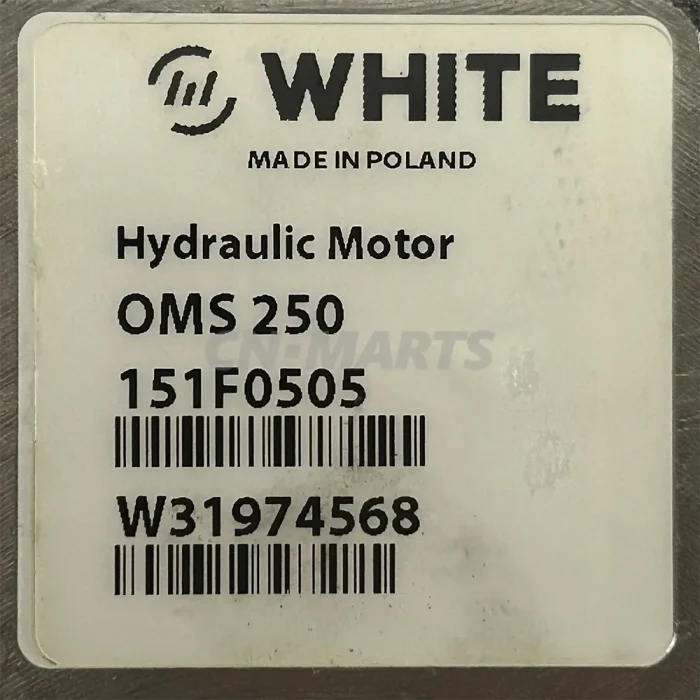 WHITE
MADE IN POLAND
Hydraulic Motor
OMS 250
CN-MARTS
151F0505
W31974568